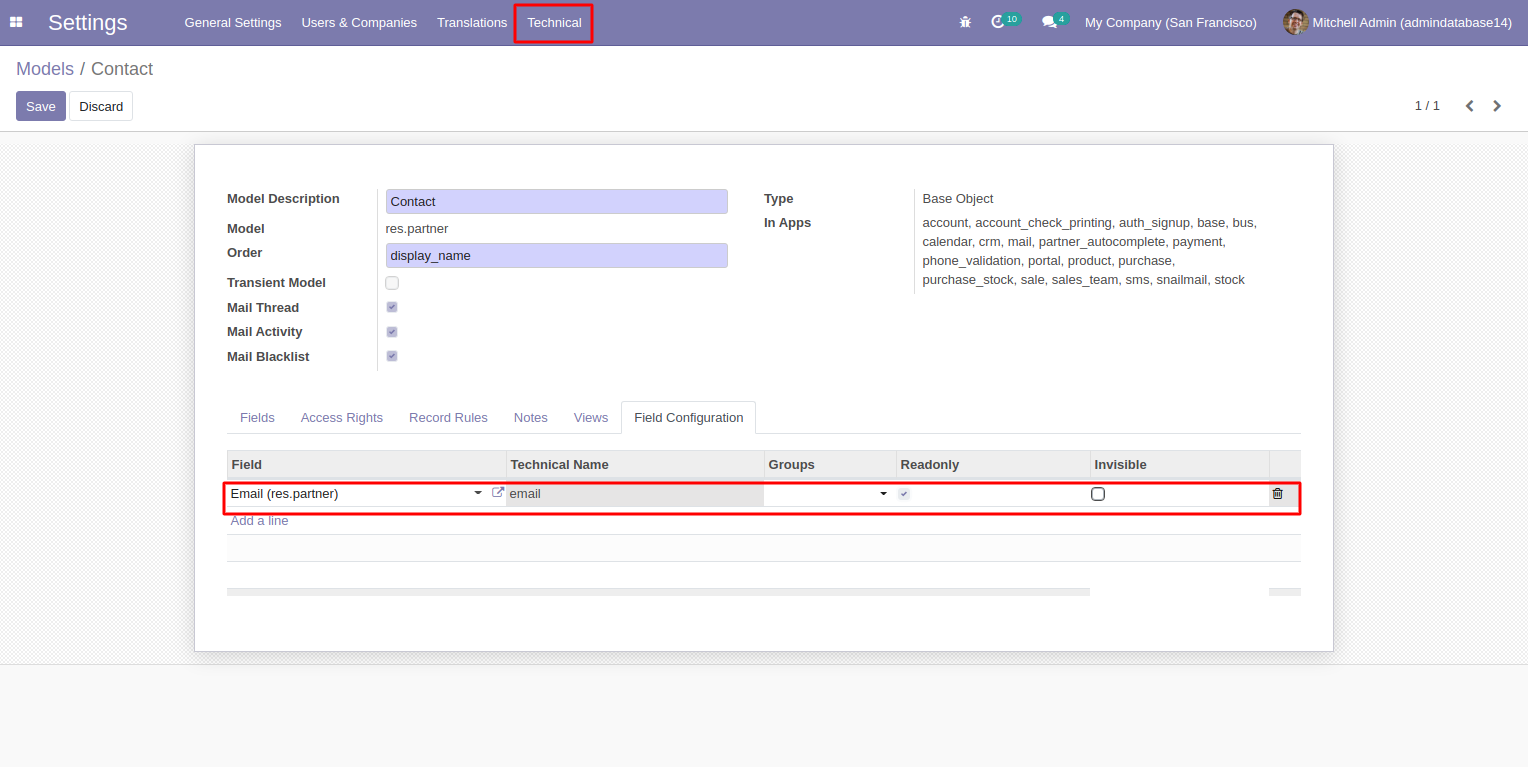 Settings General Settings Users & Companies Translations Technical 10 4 My Company (San Francisco) Mitchell Admin (admindatabase14)
Models / Contact
Save Discard 1 / 1
Model Description Contact
Model res.partner
Order display_name
Transient Model
Mail Thread
Mail Activity
Mail Blacklist
Type Base Object
In Apps account, account_check_printing, auth_signup, base, bus,
calendar, crm, mail, partner_autocomplete, payment,
phone_validation, portal, product, purchase,
purchase_stock, sale, sales_team, sms, snailmail, stock
Fields Access Rights Record Rules Notes Views Field Configuration
Field Technical Name Groups Readonly Invisible
Email (res.partner) email
Add a line